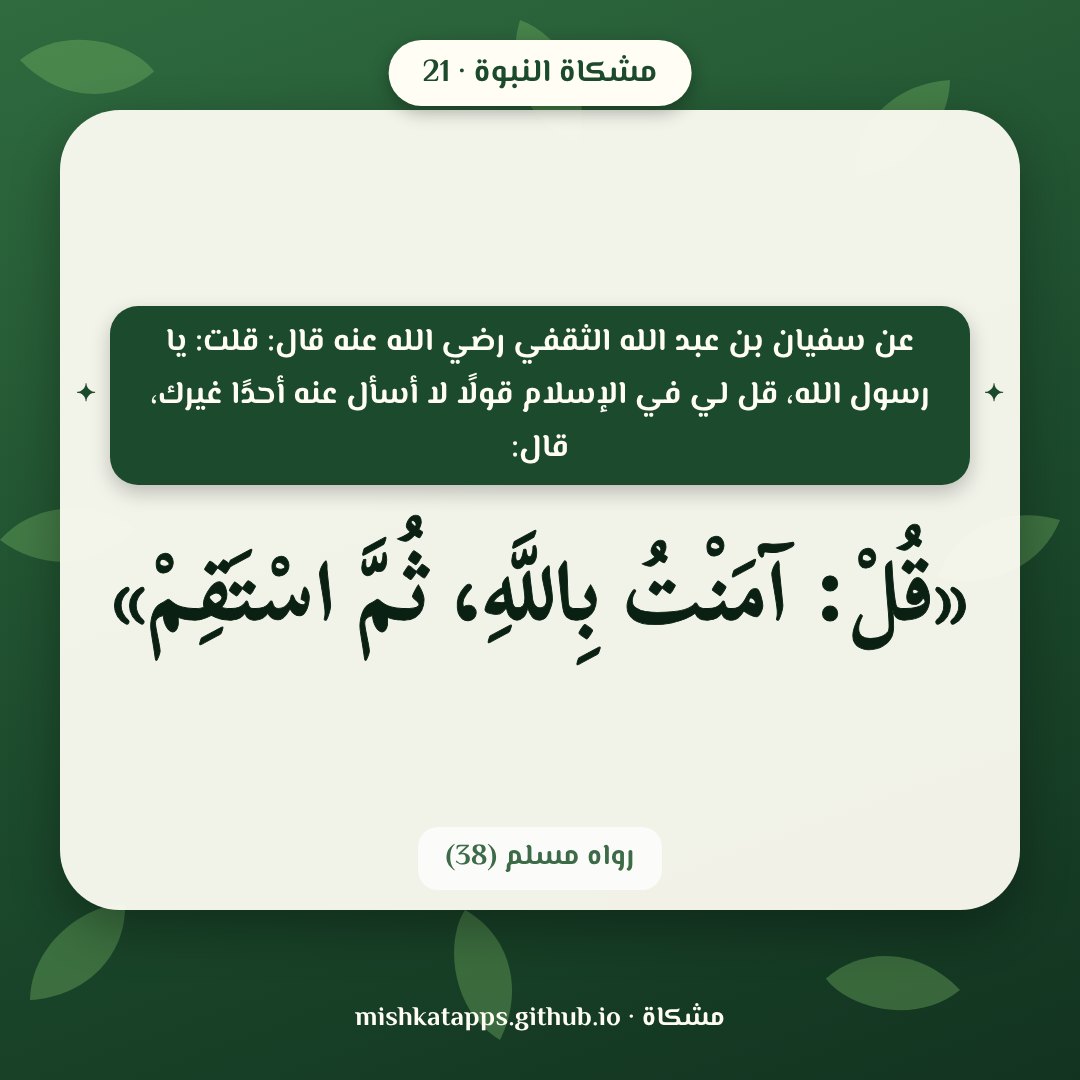 مشكاة النبوة · 21
عن سفيان بن عبد الله الثقفي رضي الله عنه قال: قلت: يا
رسول الله، قل لي في الإسلام قولًا لا أسأل عنه أحدًا غيرك،
قال:
«قُلْ: آمَنْتُ بِاللَّهِ، ثُمَّ اسْتَقِمْ»
رواه مسلم (38)
مشكاة · mishkatapps.github.io